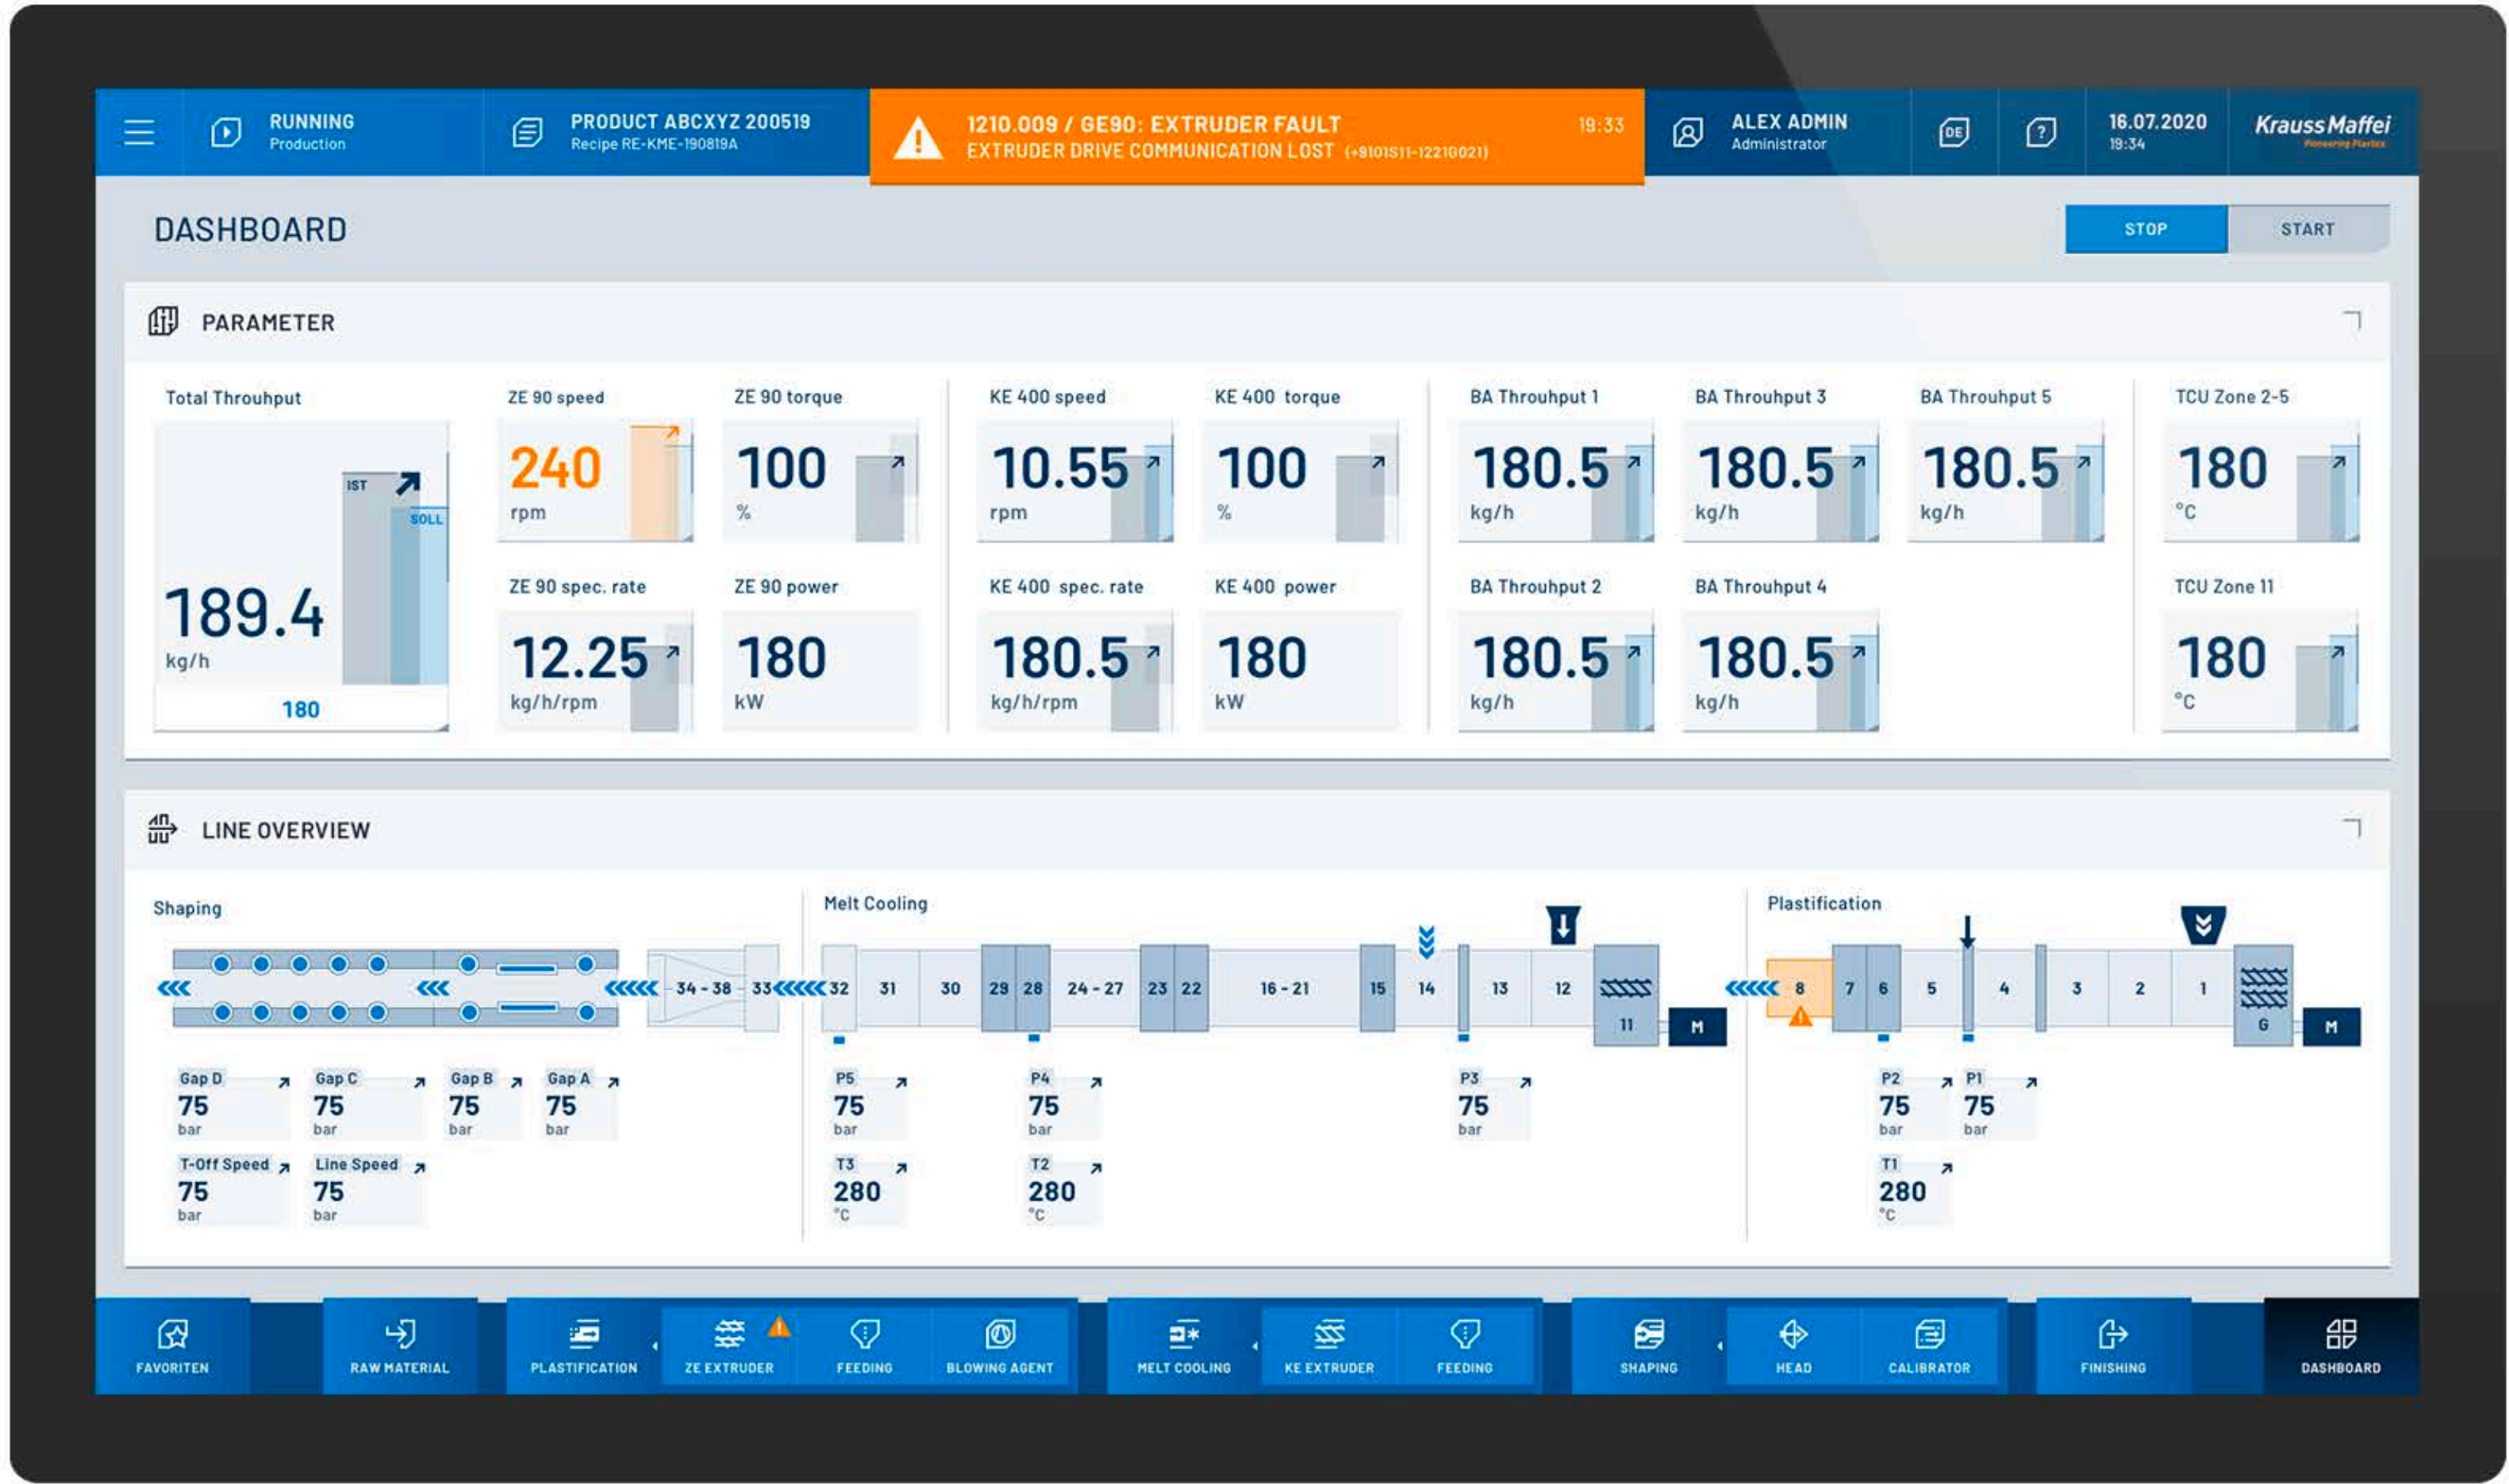 RUNNING
Production
PRODUCT ABCXYZ 200519
Recipe RE-KME-190819A
1210.009 / GE90: EXTRUDER FAULT
EXTRUDER DRIVE COMMUNICATION LOST (+9101S11-1221G021)
19:33
ALEX ADMIN
Administrator
DE
?
16.07.2020
19:34
Krauss Maffei
Pioneering Plastics
DASHBOARD
STOP
START
PARAMETER
Total Throuhput
IST
SOLL
189.4
kg/h
180
ZE 90 speed
240
rpm
ZE 90 torque
100
%
KE 400 speed
10.55
rpm
KE 400 torque
100
%
BA Throuhput 1
180.5
kg/h
BA Throuhput 3
180.5
kg/h
BA Throuhput 5
180.5
kg/h
TCU Zone 2-5
180
°C
ZE 90 spec. rate
12.25
kg/h/rpm
ZE 90 power
180
kW
KE 400 spec. rate
180.5
kg/h/rpm
KE 400 power
180
kW
BA Throuhput 2
180.5
kg/h
BA Throuhput 4
180.5
kg/h
TCU Zone 11
180
°C
LINE OVERVIEW
Shaping
34 - 38
33
Gap D
75
bar
Gap C
75
bar
Gap B
75
bar
Gap A
75
bar
T-Off Speed
75
bar
Line Speed
75
bar
Melt Cooling
32 31 30 29 28 24 - 27 23 22 16 - 21 15 14 13 12
11
M
P5
75
bar
P4
75
bar
P3
75
bar
T3
280
°C
T2
280
°C
Plastification
8 7 6 5 4 3 2 1
G
M
P2
75
bar
P1
75
bar
T1
280
°C
FAVORITEN
RAW MATERIAL
PLASTIFICATION
ZE EXTRUDER
FEEDING
BLOWING AGENT
MELT COOLING
KE EXTRUDER
FEEDING
SHAPING
HEAD
CALIBRATOR
FINISHING
DASHBOARD